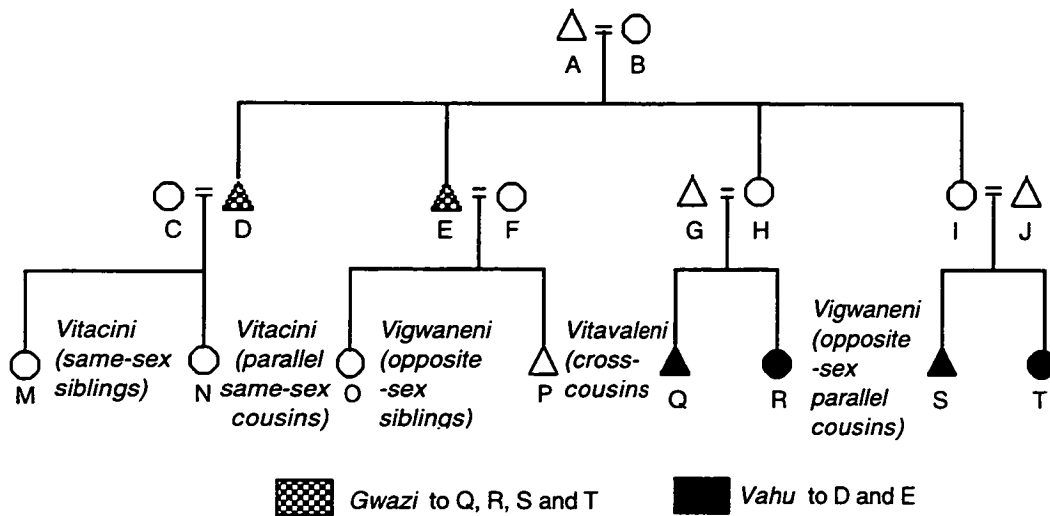 A B
C D E F G H I J
Vitacini
(same-sex
siblings)
Vitacini
(parallel
same-sex
cousins)
Vigwaneni
(opposite
-sex
siblings)
Vitavaleni
(cross-
cousins
Vigwaneni
(opposite
-sex
parallel
cousins)
M N O P Q R S T
Gwazi to Q, R, S and T
Vahu to D and E